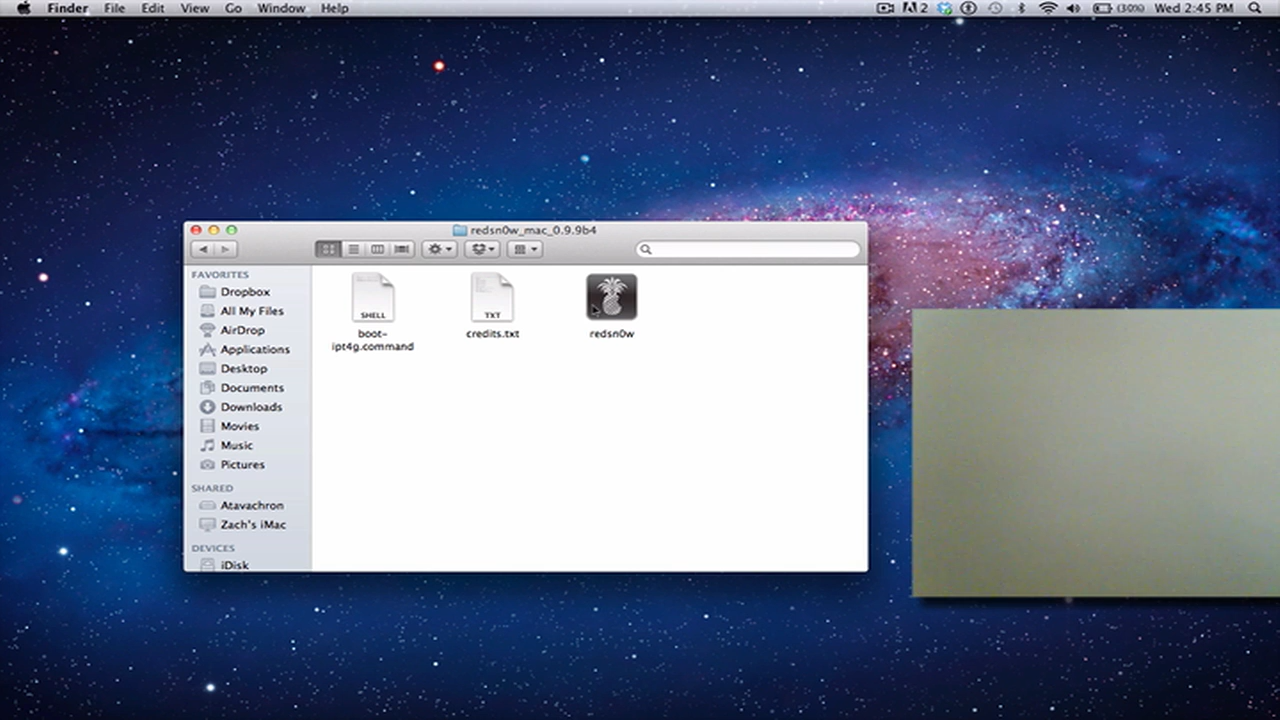 Finder File Edit View Go Window Help 2 (30%) Wed 2:45 PM
redsn0w_mac_0.9.9b4
FAVORITES
Dropbox
All My Files
AirDrop
Applications
Desktop
Documents
Downloads
Movies
Music
Pictures
SHARED
Atavachron
Zach's iMac
DEVICES
iDisk
SHELL
boot-
ipt4g.command
TXT
credits.txt
redsn0w